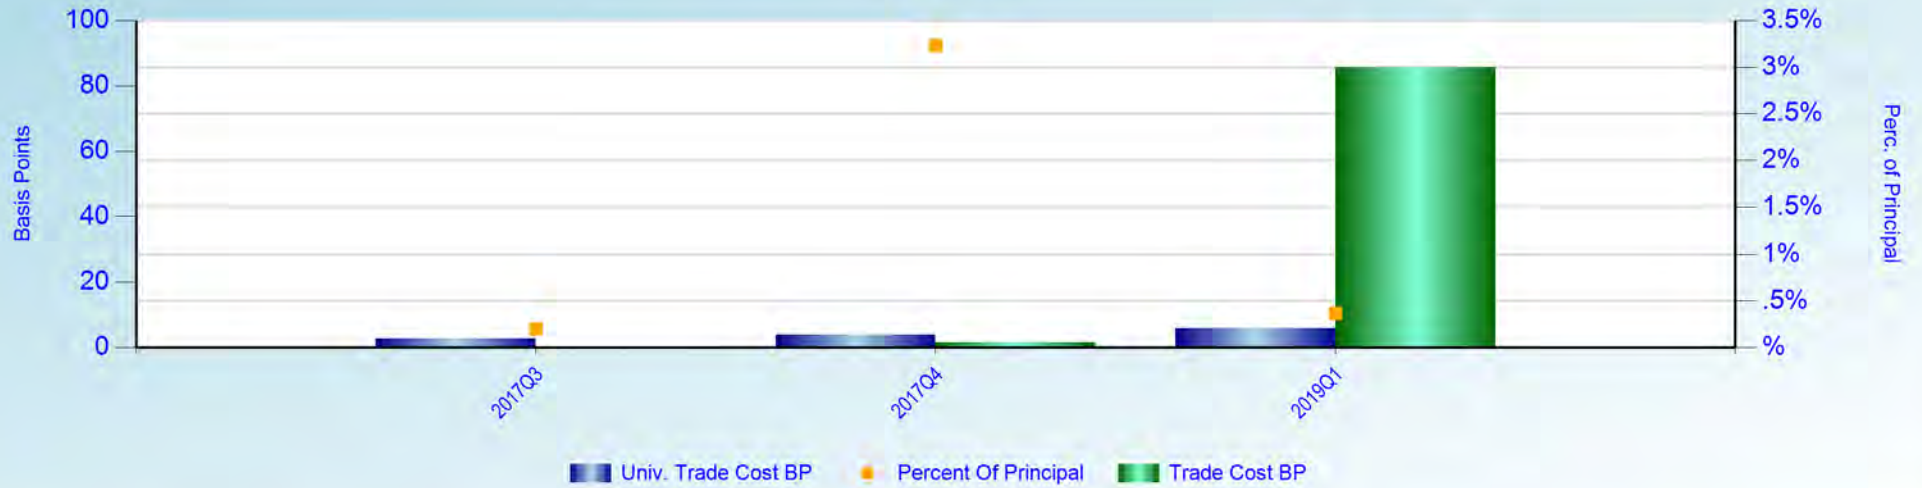 100
80
60
40
20
0
Basis Points
3.5%
3%
2.5%
2%
1.5%
1%
.5%
%
Perc. of Principal
2017Q3
2017Q4
2019Q1
Univ. Trade Cost BP
Percent Of Principal
Trade Cost BP